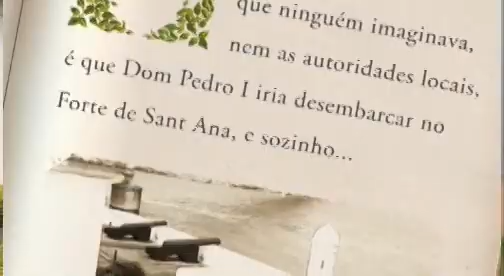 que ninguém imaginava,
nem as autoridades locais,
é que Dom Pedro I iria desembarcar no
Forte de Sant Ana, e sozinho...